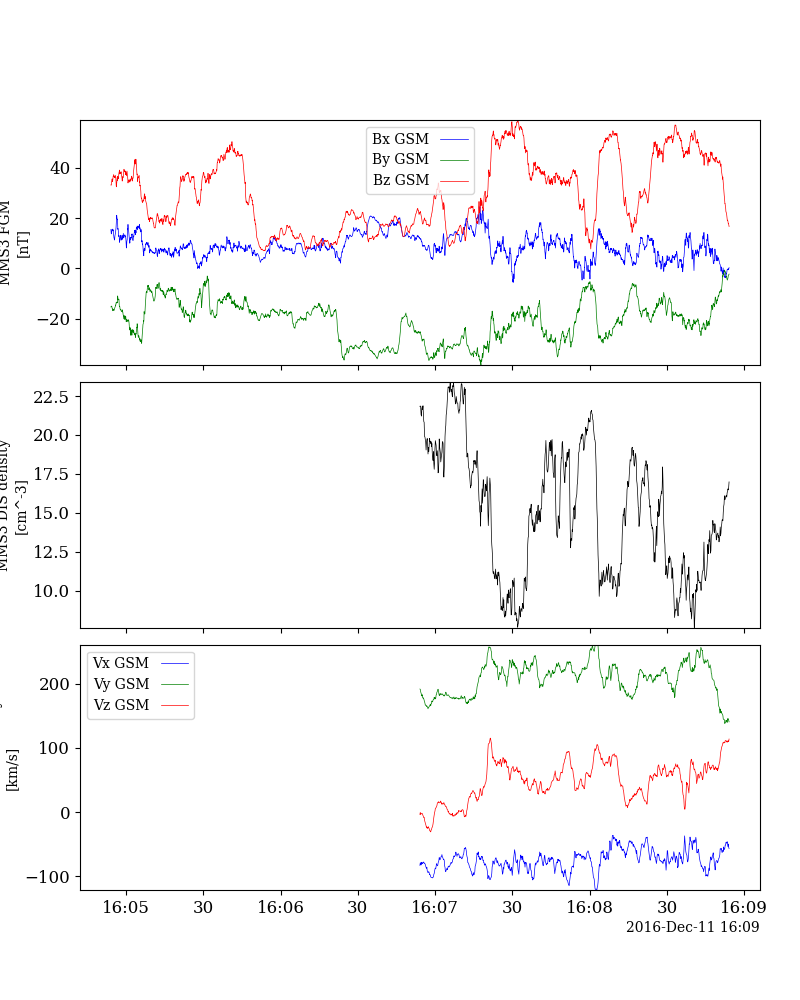 Bx GSM
By GSM
Bz GSM
40
20
0
−20
MMS3 FGM
[nT]
22.5
20.0
17.5
15.0
12.5
10.0
MMS3 DIS density
[cm^-3]
Vx GSM
Vy GSM
Vz GSM
200
100
0
−100
[km/s]
16:05 30 16:06 30 16:07 30 16:08 30 16:09
2016-Dec-11 16:09